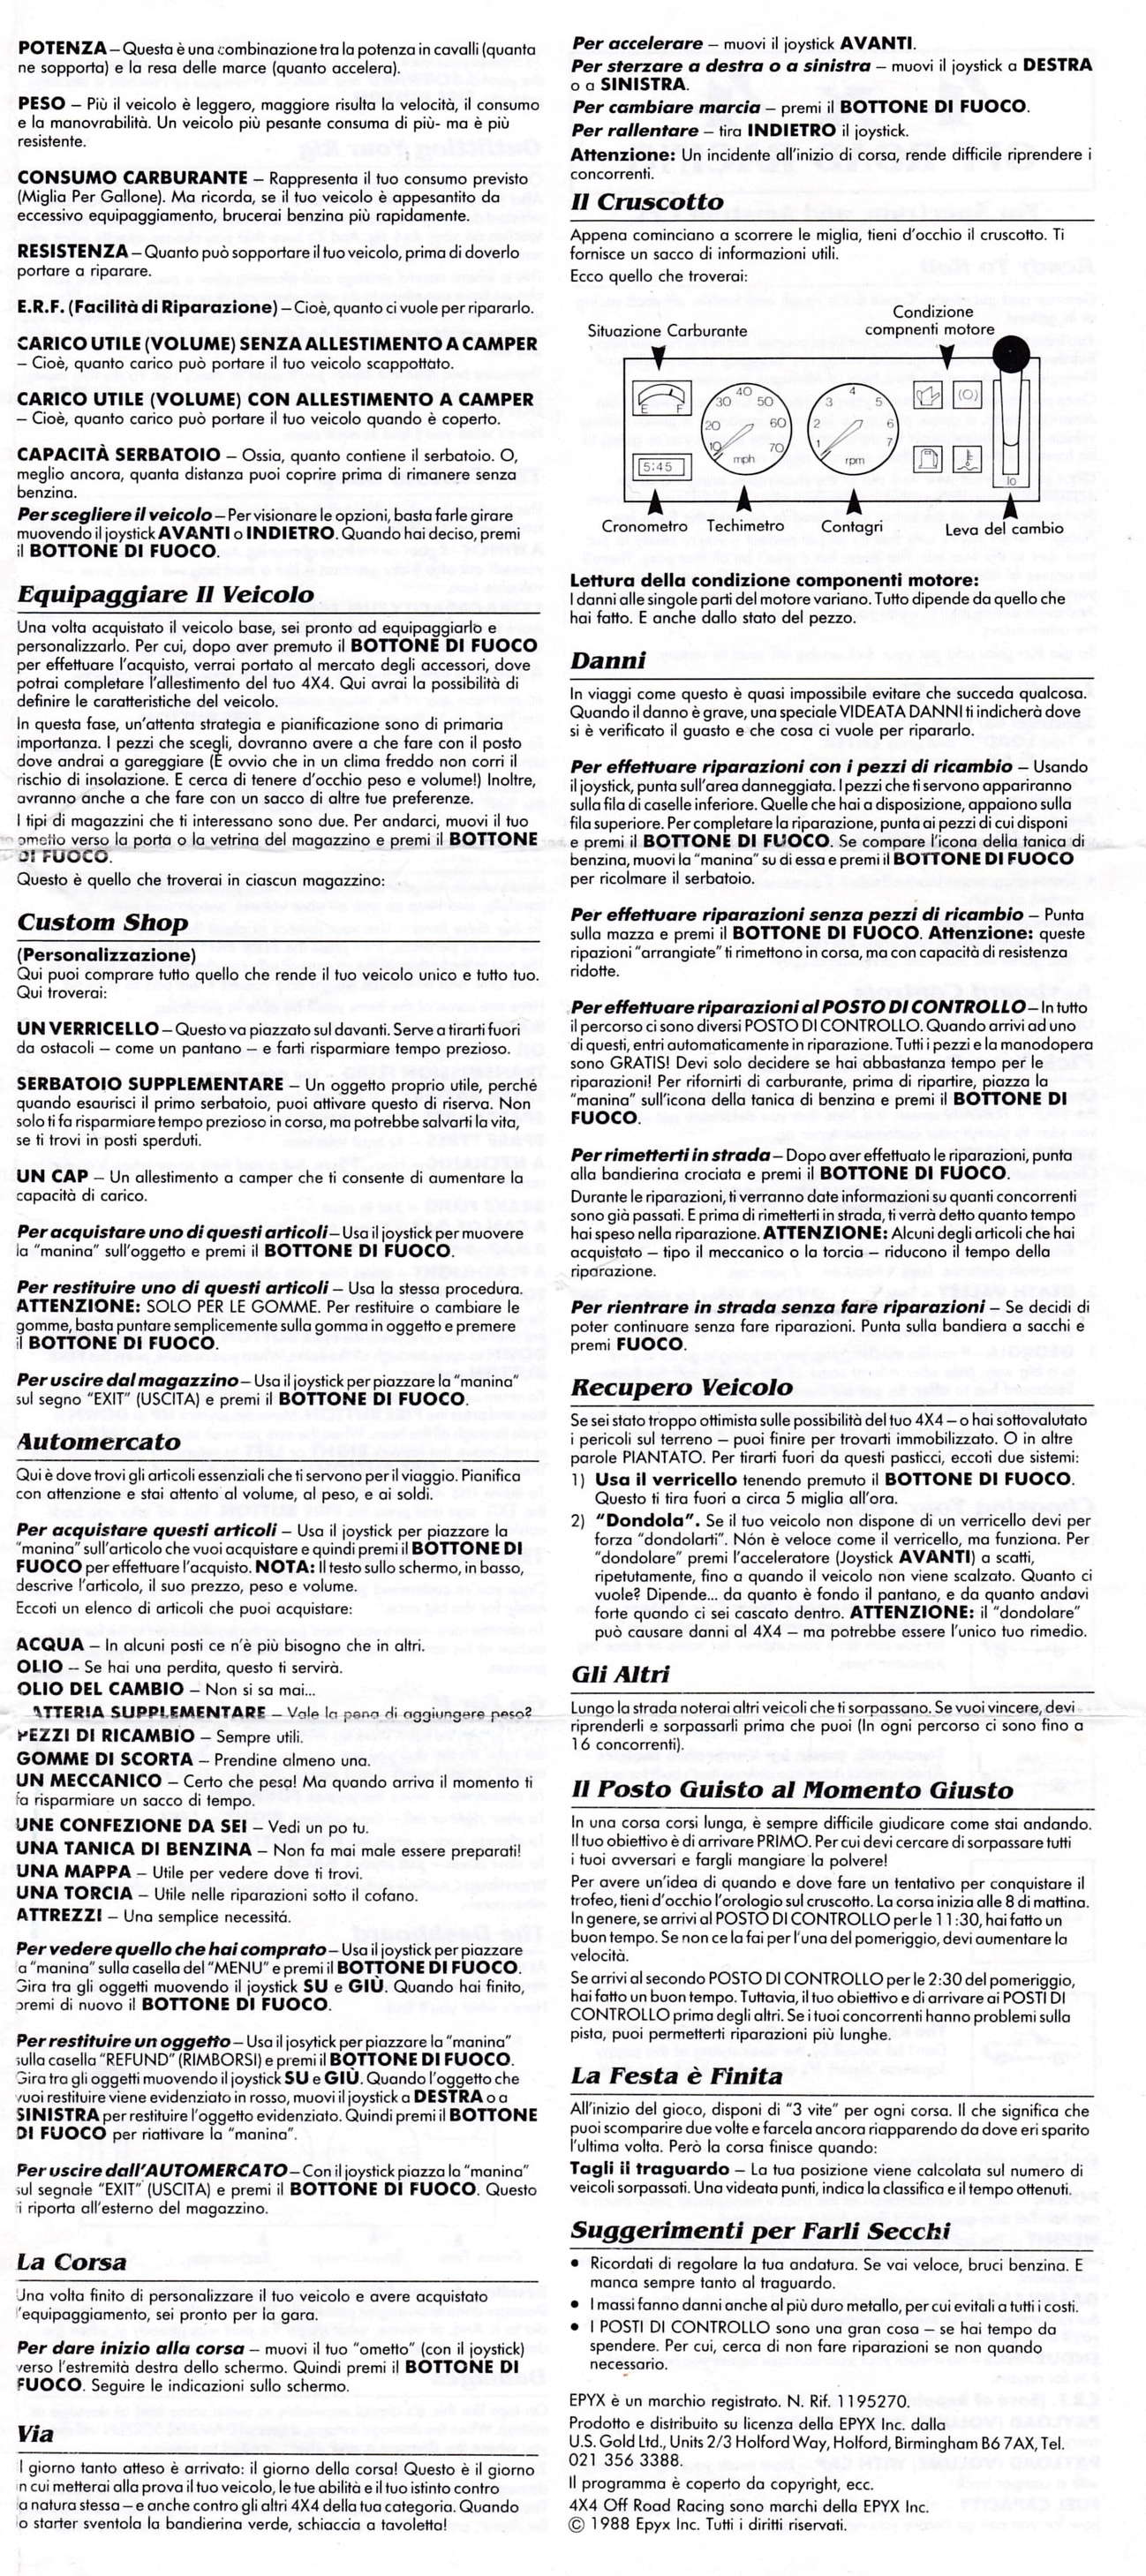 POTENZA – Questa è una combinazione tra la potenza in cavalli (quanta
ne sopporta) e la resa delle marce (quanto accelera).
PESO – Più il veicolo è leggero, maggiore risulta la velocità, il consumo
e la manovrabilità. Un veicolo più pesante consuma di più- ma è più
resistente.
CONSUMO CARBURANTE – Rappresenta il tuo consumo previsto
(Miglia Per Gallone). Ma ricorda, se il tuo veicolo è appesantito da
eccessivo equipaggiamento, brucerai benzina più rapidamente.
RESISTENZA – Quanto può sopportare il tuo veicolo, prima di doverlo
portare a riparare.
E.R.F. (Facilità di Riparazione) – Cioè, quanto ci vuole per ripararlo.
CARICO UTILE (VOLUME) SENZA ALLESTIMENTO A CAMPER
– Cioè, quanto carico può portare il tuo veicolo scappottato.
CARICO UTILE (VOLUME) CON ALLESTIMENTO A CAMPER
– Cioè, quanto carico può portare il tuo veicolo quando è coperto.
CAPACITÀ SERBATOIO – Ossia, quanto contiene il serbatoio. O,
meglio ancora, quanta distanza puoi coprire prima di rimanere senza
benzina.
Per scegliere il veicolo – Per visionare le opzioni, basta farle girare
muovendo il joystick AVANTI o INDIETRO. Quando hai deciso, premi
il BOTTONE DI FUOCO.
Equipaggiare Il Veicolo
Una volta acquistato il veicolo base, sei pronto ad equipaggiarlo e
personalizzarlo. Per cui, dopo aver premuto il BOTTONE DI FUOCO
per effettuare l'acquisto, verrai portato al mercato degli accessori, dove
potrai completare l'allestimento del tuo 4X4. Qui avrai la possibilità di
definire le caratteristiche del veicolo.
In questa fase, un'attenta strategia e pianificazione sono di primaria
importanza. I pezzi che scegli, dovranno avere a che fare con il posto
dove andrai a gareggiare (È ovvio che in un clima freddo non corri il
rischio di insolazione. E cerca di tenere d'occhio peso e volume!) Inoltre,
avranno anche a che fare con un sacco di altre tue preferenze.
I tipi di magazzini che ti interessano sono due. Per andarci, muovi il tuo
ometto verso la porta o la vetrina del magazzino e premi il BOTTONE
DI FUOCO.
Questo è quello che troverai in ciascun magazzino:
Custom Shop
(Personalizzazione)
Qui puoi comprare tutto quello che rende il tuo veicolo unico e tutto tuo.
Qui troverai:
UN VERRICELLO – Questo va piazzato sul davanti. Serve a tirarti fuori
da ostacoli – come un pantano – e farti risparmiare tempo prezioso.
SERBATOIO SUPPLEMENTARE – Un oggetto proprio utile, perché
quando esaurisci il primo serbatoio, puoi attivare questo di riserva. Non
solo ti fa risparmiare tempo prezioso in corsa, ma potrebbe salvarti la vita,
se ti trovi in posti sperduti.
UN CAP – Un allestimento a camper che ti consente di aumentare la
capacità di carico.
Per acquistare uno di questi articoli – Usa il joystick per muovere
la "manina" sull'oggetto e premi il BOTTONE DI FUOCO.
Per restituire uno di questi articoli – Usa la stessa procedura.
ATTENZIONE: SOLO PER LE GOMME. Per restituire o cambiare le
gomme, basta puntare semplicemente sulla gomma in oggetto e premere
il BOTTONE DI FUOCO.
Per uscire dal magazzino – Usa il joystick per piazzare la "manina"
sul segno "EXIT" (USCITA) e premi il BOTTONE DI FUOCO.
Automercato
Qui è dove trovi gli articoli essenziali che ti servono per il viaggio. Pianifica
con attenzione e stai attento al volume, al peso, e ai soldi.
Per acquistare questi articoli – Usa il joystick per piazzare la
"manina" sull'articolo che vuoi acquistare e quindi premi il BOTTONE DI
FUOCO per effettuare l'acquisto. NOTA: Il testo sullo schermo, in basso,
descrive l'articolo, il suo prezzo, peso e volume.
Eccoti un elenco di articoli che puoi acquistare:
ACQUA – In alcuni posti ce n'è più bisogno che in altri.
OLIO – Se hai una perdita, questo ti servirà.
OLIO DEL CAMBIO – Non si sa mai...
ATTERIA SUPPLEMENTARE – Vale la pena di aggiungere peso?
PEZZI DI RICAMBIO – Sempre utili.
GOMME DI SCORTA – Prendine almeno una.
UN MECCANICO – Certo che pesa! Ma quando arriva il momento ti
fa risparmiare un sacco di tempo.
UNE CONFEZIONE DA SEI – Vedi un po tu.
UNA TANICA DI BENZINA – Non fa mai male essere preparati!
UNA MAPPA – Utile per vedere dove ti trovi.
UNA TORCIA – Utile nelle riparazioni sotto il cofano.
ATTREZZI – Una semplice necessitá.
Per vedere quello che hai comprato – Usa il joystick per piazzare
la "manina" sulla casella del "MENU" e premi il BOTTONE DI FUOCO.
Gira tra gli oggetti muovendo il joystick SU e GIÙ. Quando hai finito,
premi di nuovo il BOTTONE DI FUOCO.
Per restituire un oggetto – Usa il josytick per piazzare la "manina"
sulla casella "REFUND" (RIMBORSI) e premi il BOTTONE DI FUOCO.
Gira tra gli oggetti muovendo il joystick SU e GIÙ. Quando l'oggetto che
vuoi restituire viene evidenziato in rosso, muovi il joystick a DESTRA o a
SINISTRA per restituire l'oggetto evidenziato. Quindi premi il BOTTONE
DI FUOCO per riattivare la "manina".
Per uscire dall'AUTOMERCATO – Con il joystick piazza la "manina"
sul segnale "EXIT" (USCITA) e premi il BOTTONE DI FUOCO. Questo
ti riporta all'esterno del magazzino.
La Corsa
Una volta finito di personalizzare il tuo veicolo e avere acquistato
l'equipaggiamento, sei pronto per la gara.
Per dare inizio alla corsa – muovi il tuo "ometto" (con il joystick)
verso l'estremità destra dello schermo. Quindi premi il BOTTONE DI
FUOCO. Seguire le indicazioni sullo schermo.
Via
Il giorno tanto atteso è arrivato: il giorno della corsa! Questo è il giorno
in cui metterai alla prova il tuo veicolo, le tue abilità e il tuo istinto contro
la natura stessa – e anche contro gli altri 4X4 della tua categoria. Quando
lo starter sventola la bandierina verde, schiaccia a tavoletta!
Per accelerare – muovi il joystick AVANTI.
Per sterzare a destra o a sinistra – muovi il joystick a DESTRA
o a SINISTRA.
Per cambiare marcia – premi il BOTTONE DI FUOCO.
Per rallentare – tira INDIETRO il joystick.
Attenzione: Un incidente all'inizio di corsa, rende difficile riprendere i
concorrenti.
Il Cruscotto
Appena cominciano a scorrere le miglia, tieni d'occhio il cruscotto. Ti
fornisce un sacco di informazioni utili.
Ecco quello che troverai:
Situazione Carburante
Condizione
compnenti motore
E F
10 20 30 40 50 60 70
mph
1 2 3 4 5 6 7
rpm
(O)
5:45
lo
Cronometro Techimetro Contagri Leva del cambio
Lettura della condizione componenti motore:
I danni alle singole parti del motore variano. Tutto dipende da quello che
hai fatto. E anche dallo stato del pezzo.
Danni
In viaggi come questo è quasi impossibile evitare che succeda qualcosa.
Quando il danno è grave, una speciale VIDEATA DANNI ti indicherà dove
si è verificato il guasto e che cosa ci vuole per ripararlo.
Per effettuare riparazioni con i pezzi di ricambio – Usando
il joystick, punta sull'area danneggiata. I pezzi che ti servono appariranno
sulla fila di caselle inferiore. Quelle che hai a disposizione, appaiono sulla
fila superiore. Per completare la riparazione, punta ai pezzi di cui disponi
e premi il BOTTONE DI FUOCO. Se compare l'icona della tanica di
benzina, muovi la "manina" su di essa e premi il BOTTONE DI FUOCO
per ricolmare il serbatoio.
Per effettuare riparazioni senza pezzi di ricambio – Punta
sulla mazza e premi il BOTTONE DI FUOCO. Attenzione: queste
ripazioni "arrangiate" ti rimettono in corsa, ma con capacità di resistenza
ridotte.
Per effettuare riparazioni al POSTO DI CONTROLLO – In tutto
il percorso ci sono diversi POSTO DI CONTROLLO. Quando arrivi ad uno
di questi, entri automaticamente in riparazione. Tutti i pezzi e la manodopera
sono GRATIS! Devi solo decidere se hai abbastanza tempo per le
riparazioni! Per rifornirti di carburante, prima di ripartire, piazza la
"manina" sull'icona della tanica di benzina e premi il BOTTONE DI
FUOCO.
Per rimetterti in strada – Dopo aver effettuato le riparazioni, punta
alla bandierina crociata e premi il BOTTONE DI FUOCO.
Durante le riparazioni, ti verranno date informazioni su quanti concorrenti
sono già passati. E prima di rimetterti in strada, ti verrà detto quanto tempo
hai speso nella riparazione. ATTENZIONE: Alcuni degli articoli che hai
acquistato – tipo il meccanico o la torcia – riducono il tempo della
riparazione.
Per rientrare in strada senza fare riparazioni – Se decidi di
poter continuare senza fare riparazioni. Punta sulla bandiera a sacchi e
premi FUOCO.
Recupero Veicolo
Se sei stato troppo ottimista sulle possibilità del tuo 4X4 – o hai sottovalutato
i pericoli sul terreno – puoi finire per trovarti immobilizzato. O in altre
parole PIANTATO. Per tirarti fuori da questi pasticci, eccoti due sistemi:
1) Usa il verricello tenendo premuto il BOTTONE DI FUOCO.
Questo ti tira fuori a circa 5 miglia all'ora.
2) "Dondola". Se il tuo veicolo non dispone di un verricello devi per
forza "dondolarti". Nón è veloce come il verricello, ma funziona. Per
"dondolare" premi l'acceleratore (Joystick AVANTI) a scatti,
ripetutamente, fino a quando il veicolo non viene scalzato. Quanto ci
vuole? Dipende... da quanto è fondo il pantano, e da quanto andavi
forte quando ci sei cascato dentro. ATTENZIONE: il "dondolare"
può causare danni al 4X4 – ma potrebbe essere l'unico tuo rimedio.
Gli Altri
Lungo la strada noterai altri veicoli che ti sorpassano. Se vuoi vincere, devi
riprenderli e sorpassarli prima che puoi (In ogni percorso ci sono fino a
16 concorrenti).
Il Posto Guisto al Momento Giusto
In una corsa corsi lunga, è sempre difficile giudicare come stai andando.
Il tuo obiettivo è di arrivare PRIMO. Per cui devi cercare di sorpassare tutti
i tuoi avversari e fargli mangiare la polvere!
Per avere un'idea di quando e dove fare un tentativo per conquistare il
trofeo, tieni d'occhio l'orologio sul cruscotto. La corsa inizia alle 8 di mattina.
In genere, se arrivi al POSTO DI CONTROLLO per le 11:30, hai fatto un
buon tempo. Se non ce la fai per l'una del pomeriggio, devi aumentare la
velocità.
Se arrivi al secondo POSTO DI CONTROLLO per le 2:30 del pomeriggio,
hai fatto un buon tempo. Tuttavia, il tuo obiettivo e di arrivare ai POSTI DI
CONTROLLO prima degli altri. Se i tuoi concorrenti hanno problemi sulla
pista, puoi permetterti riparazioni più lunghe.
La Festa è Finita
All'inizio del gioco, disponi di "3 vite" per ogni corsa. Il che significa che
puoi scomparire due volte e farcela ancora riapparendo da dove eri sparito
l'ultima volta. Però la corsa finisce quando:
Tagli il traguardo – La tua posizione viene calcolata sul numero di
veicoli sorpassati. Una videata punti, indica la classifica e il tempo ottenuti.
Suggerimenti per Farli Secchi
• Ricordati di regolare la tua andatura. Se vai veloce, bruci benzina. E
manca sempre tanto al traguardo.
• I massi fanno danni anche al più duro metallo, per cui evitali a tutti i costi.
• I POSTI DI CONTROLLO sono una gran cosa – se hai tempo da
spendere. Per cui, cerca di non fare riparazioni se non quando
necessario.
EPYX è un marchio registrato. N. Rif. 1195270.
Prodotto e distribuito su licenza della EPYX Inc. dalla
U.S. Gold Ltd., Units 2/3 Holford Way, Holford, Birmingham B6 7AX, Tel.
021 356 3388.
Il programma è coperto da copyright, ecc.
4X4 Off Road Racing sono marchi della EPYX Inc.
© 1988 Epyx Inc. Tutti i diritti riservati.